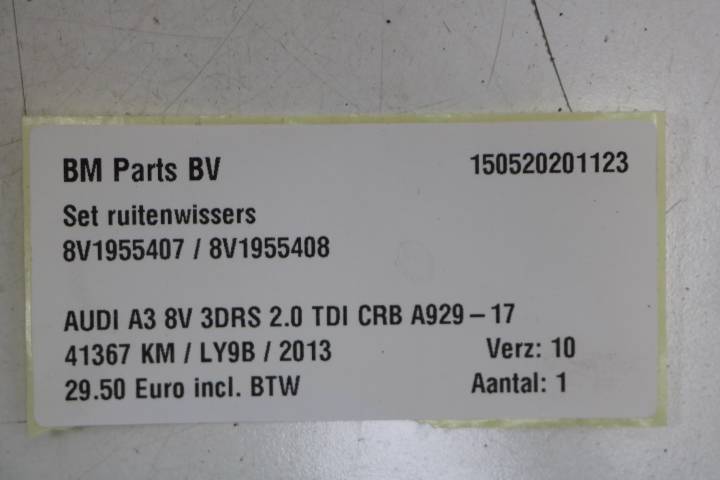 BM Parts BV 150520201123
Set ruitenwissers
8V1955407 / 8V1955408
AUDI A3 8V 3DRS 2.0 TDI CRB A929 – 17
41367 KM / LY9B / 2013 Verz: 10
29.50 Euro incl. BTW Aantal: 1